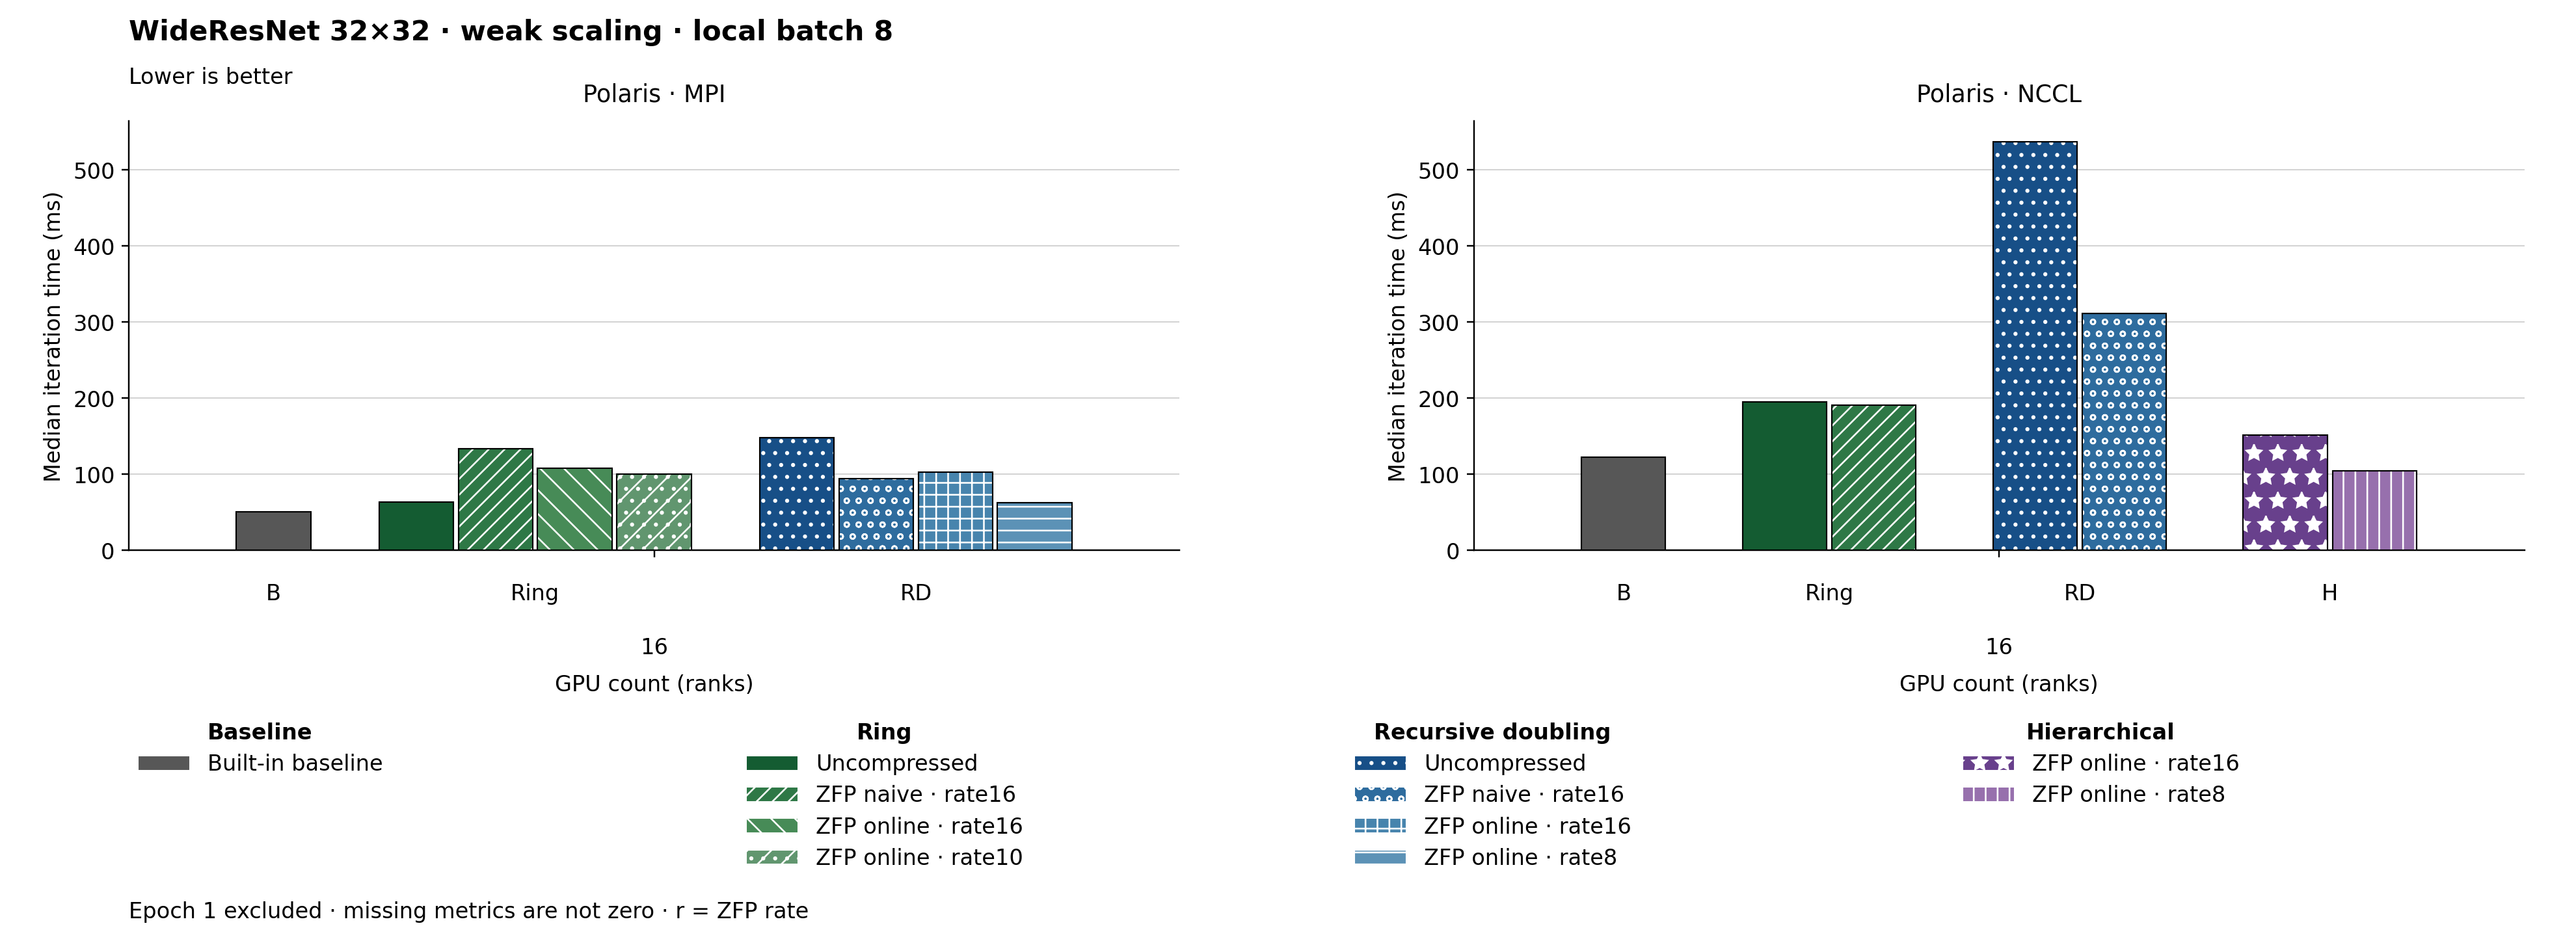 WideResNet 32×32 · weak scaling · local batch 8
Lower is better
Polaris · MPI
Median iteration time (ms)
500
400
300
200
100
0
B
Ring
RD
16
GPU count (ranks)
Polaris · NCCL
Median iteration time (ms)
500
400
300
200
100
0
B
Ring
RD
H
16
GPU count (ranks)
Baseline
Built-in baseline
Ring
Uncompressed
ZFP naive · rate16
ZFP online · rate16
ZFP online · rate10
Recursive doubling
Uncompressed
ZFP naive · rate16
ZFP online · rate16
ZFP online · rate8
Hierarchical
ZFP online · rate16
ZFP online · rate8
Epoch 1 excluded · missing metrics are not zero · r = ZFP rate